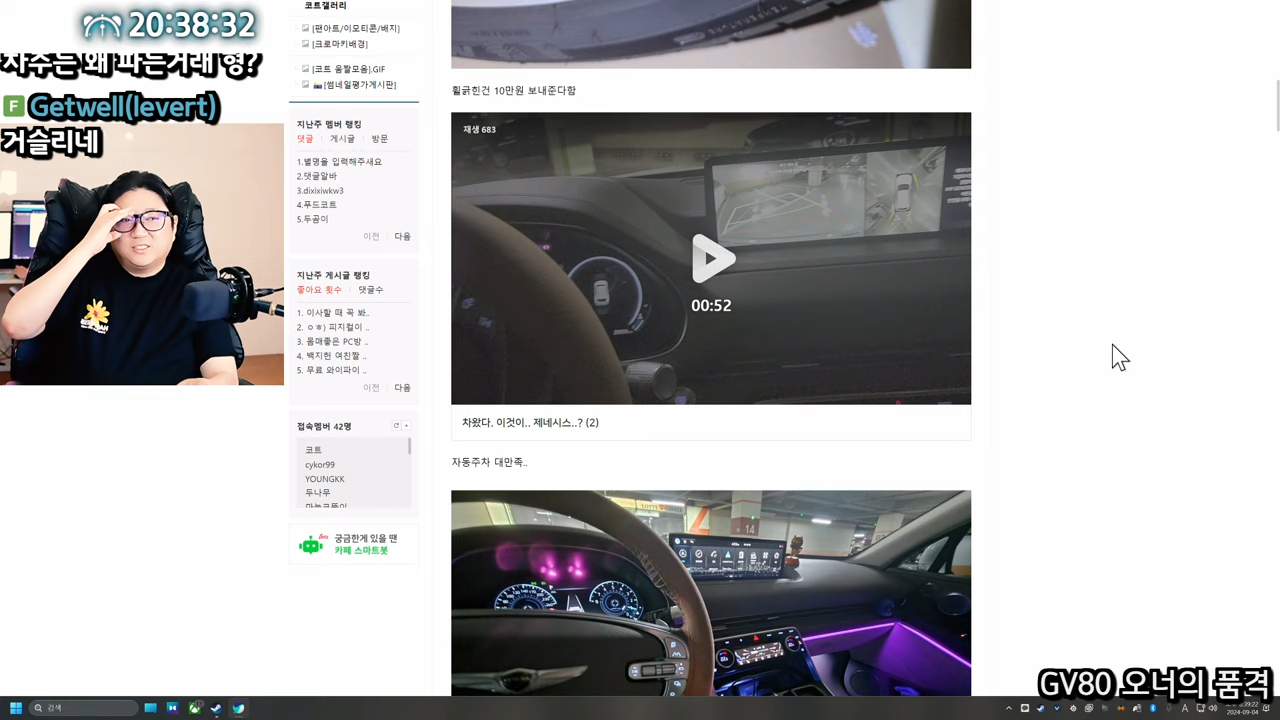 20:38:32
차주는 왜 파는거래 형?
F Getwell(levert)
거슬리네
코트갤러리
[팬아트/이모티콘/배지]
[크로마키배경]
[코트 움짤모음].GIF
[썸네일평가게시판]
지난주 멤버 랭킹
댓글 게시글 방문
1.별명을 입력해주새요
2.댓글알바
3.dixixiwkw3
4.푸드코트
5.두곰이
이전 다음
지난주 게시글 랭킹
좋아요 횟수 댓글수
1. 이사할 때 꼭 봐..
2. ㅇㅎ) 피지컬이 ..
3. 몸매좋은 PC방 ..
4. 백지헌 여친짤 ..
5. 무료 와이파이 ..
이전 다음
접속멤버 42명
코트
cykor99
YOUNGKK
두나무
Beta
궁금한게 있을 땐
카페 스마트봇
휠긁힌건 10만원 보내준다함
재생 683
00:52
차왔다. 이것이.. 제네시스..? (2)
자동주차 대만족..
14
GV80 오너의 품격
검색
A
2024-09-04